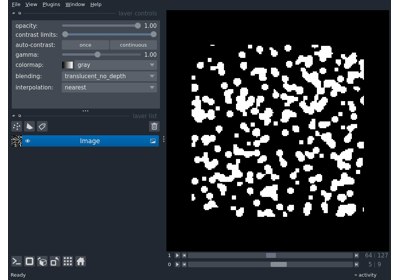 File View Plugins Window Help
layer controls
opacity: 1.00
contrast limits:
auto-contrast: once continuous
gamma: 1.00
colormap: gray
blending: translucent_no_depth
interpolation: nearest
layer list
Image
1 64 127
0 5 9
Ready activity